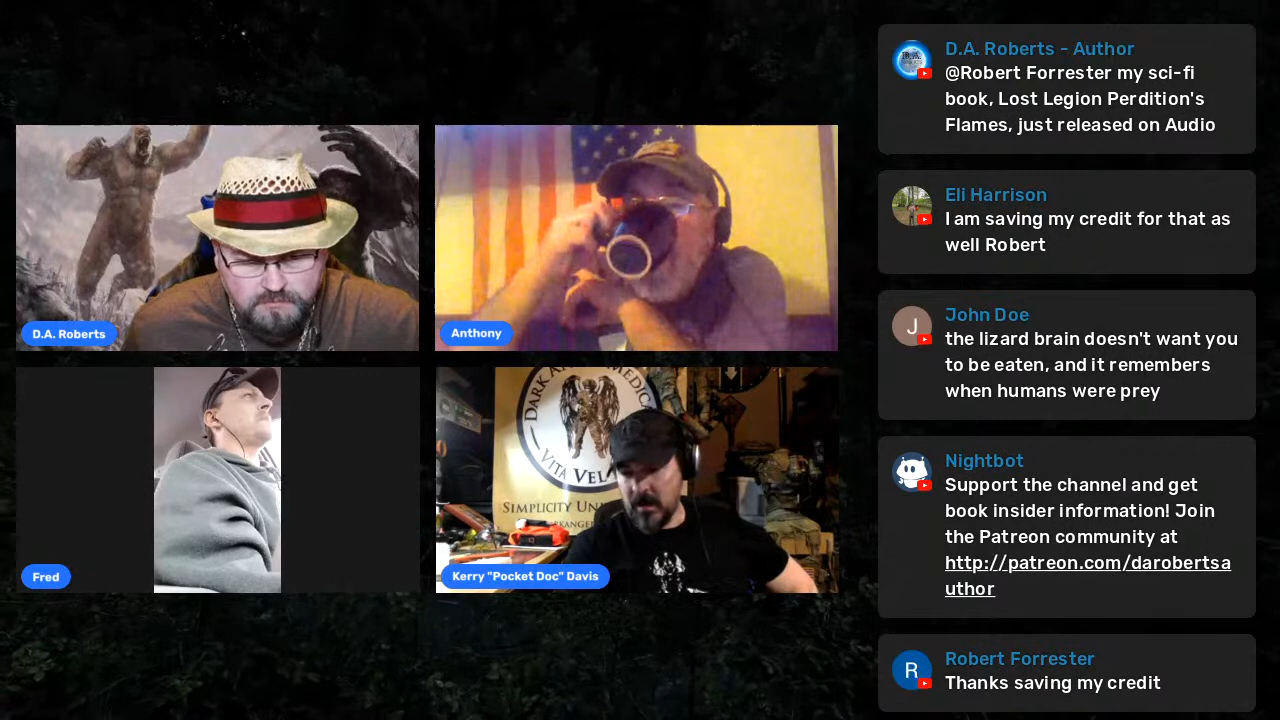 D.A. Roberts
Anthony
DARK A
MEDICA
VITA VEL
SIMPLICITY UN
Fred
Kerry "Pocket Doc" Davis
D.A. Roberts - Author
@Robert Forrester my sci-fi
book, Lost Legion Perdition's
Flames, just released on Audio
Eli Harrison
I am saving my credit for that as
well Robert
J
John Doe
the lizard brain doesn't want you
to be eaten, and it remembers
when humans were prey
Nightbot
Support the channel and get
book insider information! Join
the Patreon community at
http://patreon.com/darobertsa
uthor
R
Robert Forrester
Thanks saving my credit